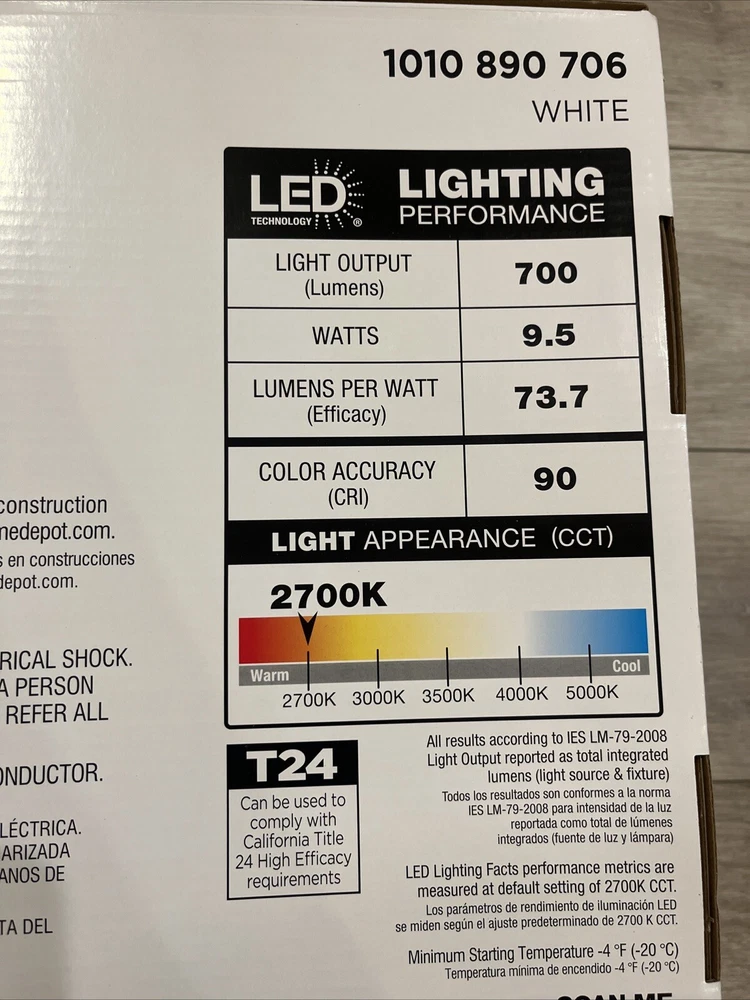 1010 890 706
WHITE
LED
TECHNOLOGY ®
LIGHTING
PERFORMANCE
LIGHT OUTPUT
(Lumens)
700
WATTS
9.5
LUMENS PER WATT
(Efficacy)
73.7
COLOR ACCURACY
(CRI)
90
LIGHT APPEARANCE (CCT)
2700K
Warm
Cool
2700K 3000K 3500K 4000K 5000K
T24
Can be used to
comply with
California Title
24 High Efficacy
requirements
All results according to IES LM-79-2008
Light Output reported as total integrated
lumens (light source & fixture)
Todos los resultados son conformes a la norma
IES LM-79-2008 para intensidad de la luz
reportada como total de lúmenes
integrados (fuente de luz y lámpara)
LED Lighting Facts performance metrics are
measured at default setting of 2700K CCT.
Los parámetros de rendimiento de iluminación LED
se miden según el ajuste predeterminado de 2700 K CCT.
Minimum Starting Temperature -4 °F (-20 °C)
Temperatura mínima de encendido -4 °F (-20 °C)
SCAN ME
construction
medepot.com.
s en construcciones
depot.com.
RICAL SHOCK.
A PERSON
REFER ALL
ONDUCTOR.
LÉCTRICA.
ARIZADA
ANOS DE
TA DEL